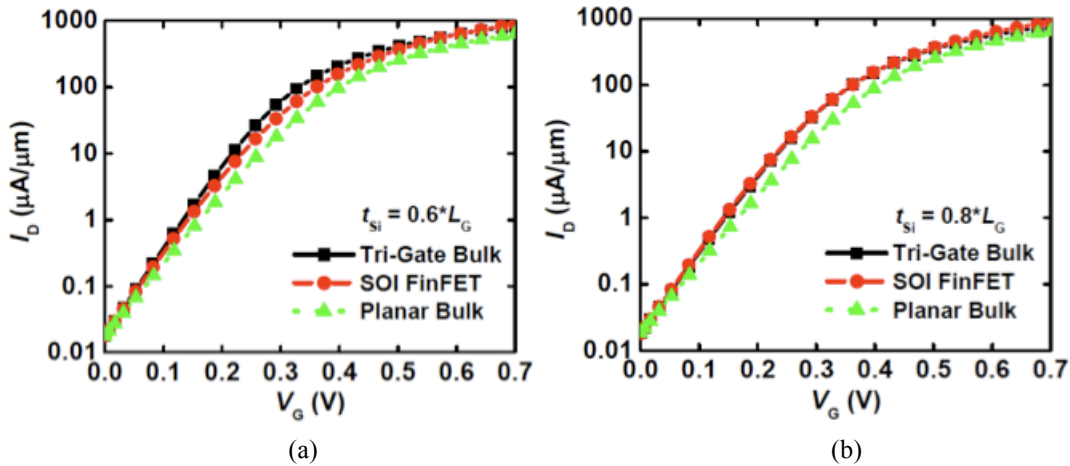 1000
100
10
1
0.1
0.01
I_D (μA/μm)
t_Si = 0.6*L_G
Tri-Gate Bulk
SOI FinFET
Planar Bulk
0.0 0.1 0.2 0.3 0.4 0.5 0.6 0.7
V_G (V)
(a)
1000
100
10
1
0.1
0.01
I_D (μA/μm)
t_Si = 0.8*L_G
Tri-Gate Bulk
SOI FinFET
Planar Bulk
0.0 0.1 0.2 0.3 0.4 0.5 0.6 0.7
V_G (V)
(b)